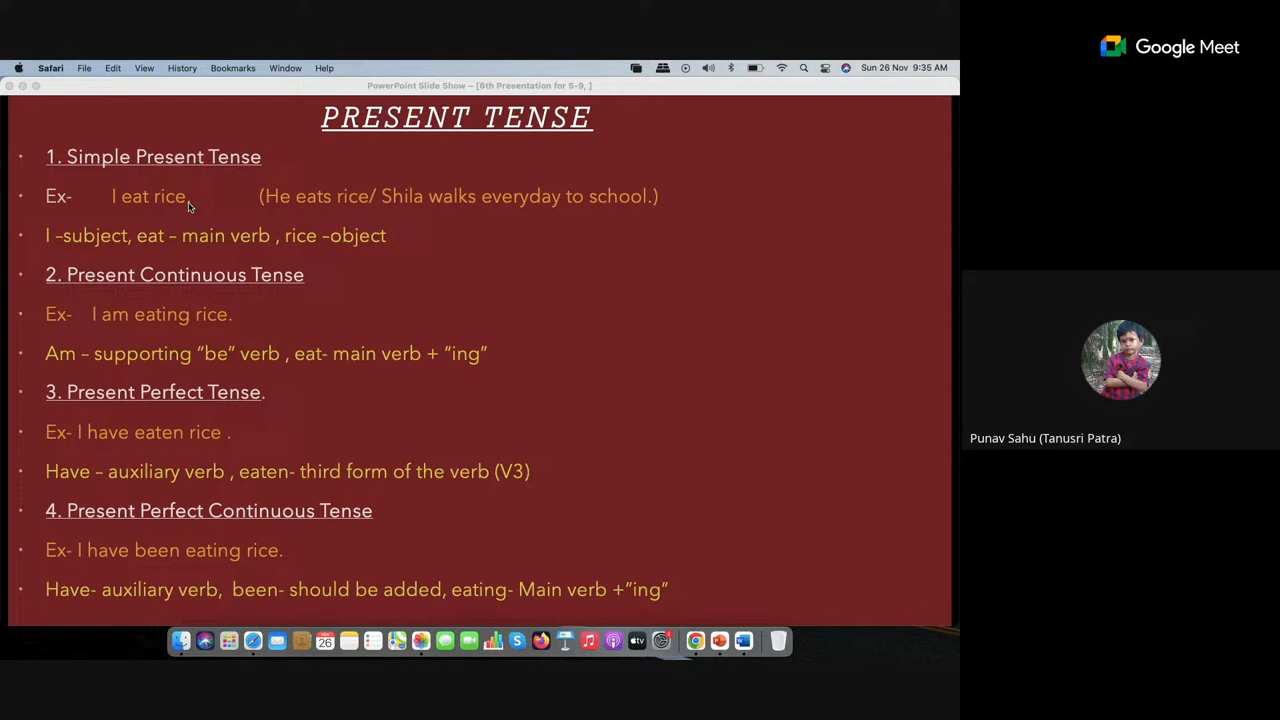 Google Meet
Safari File Edit View History Bookmarks Window Help Sun 26 Nov 9:35 AM
PowerPoint Slide Show – [6th Presentation for 5-9, ]
PRESENT TENSE
• 1. Simple Present Tense
• Ex- I eat rice. (He eats rice/ Shila walks everyday to school.)
• I –subject, eat – main verb , rice –object
• 2. Present Continuous Tense
• Ex- I am eating rice.
• Am – supporting “be” verb , eat- main verb + “ing”
• 3. Present Perfect Tense.
• Ex- I have eaten rice .
• Have – auxiliary verb , eaten- third form of the verb (V3)
• 4. Present Perfect Continuous Tense
• Ex- I have been eating rice.
• Have- auxiliary verb, been- should be added, eating- Main verb +”ing”
Punav Sahu (Tanusri Patra)
26
tv